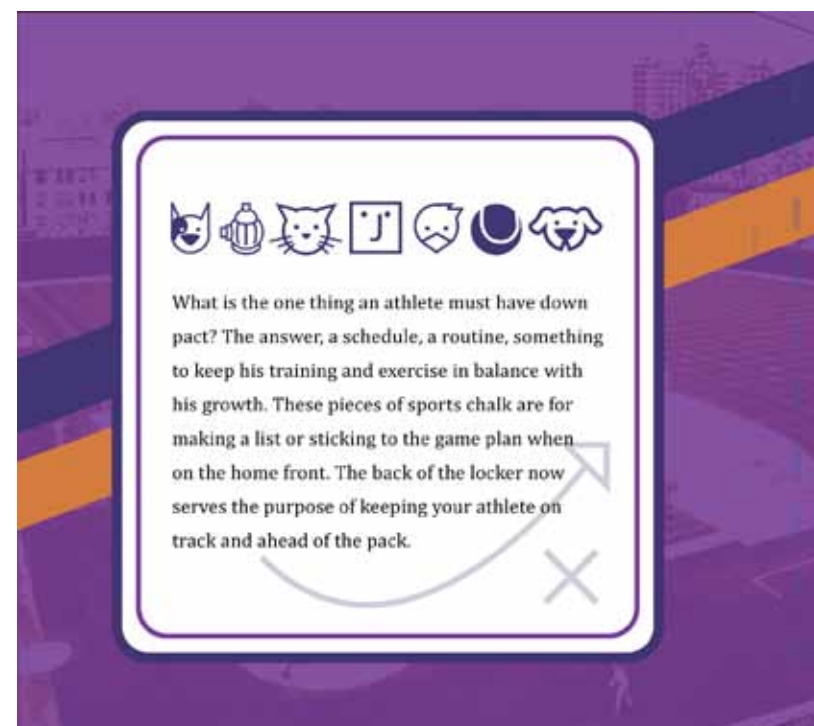 What is the one thing an athlete must have down
pact? The answer, a schedule, a routine, something
to keep his training and exercise in balance with
his growth. These pieces of sports chalk are for
making a list or sticking to the game plan when
on the home front. The back of the locker now
serves the purpose of keeping your athlete on
track and ahead of the pack.